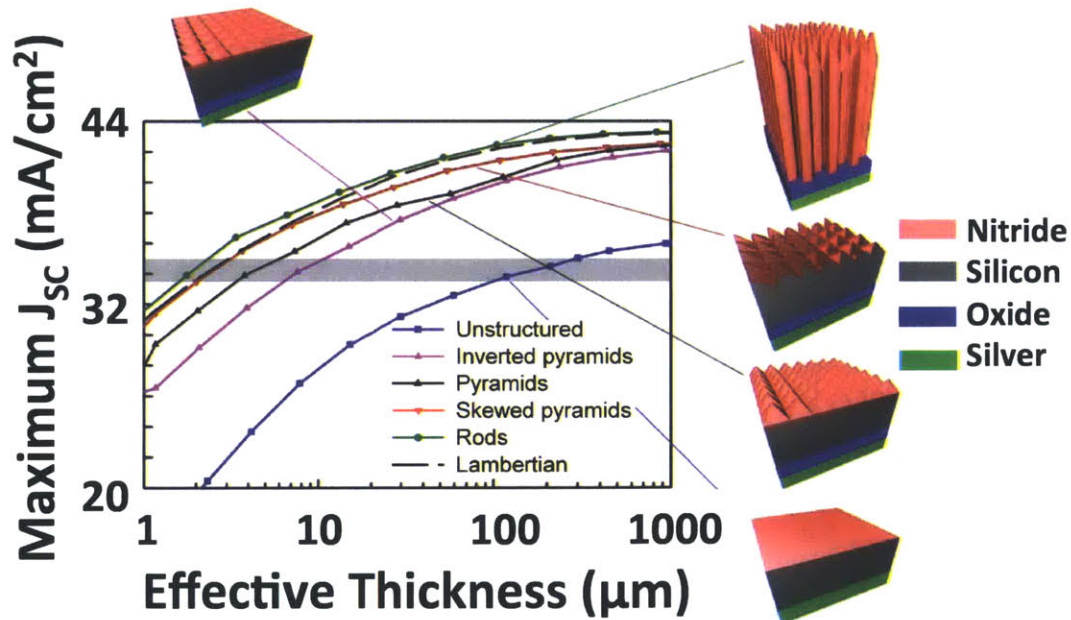 Maximum J_SC (mA/cm²)
44
32
20
Unstructured
Inverted pyramids
Pyramids
Skewed pyramids
Rods
Lambertian
1
10
100
1000
Effective Thickness (μm)
Nitride
Silicon
Oxide
Silver